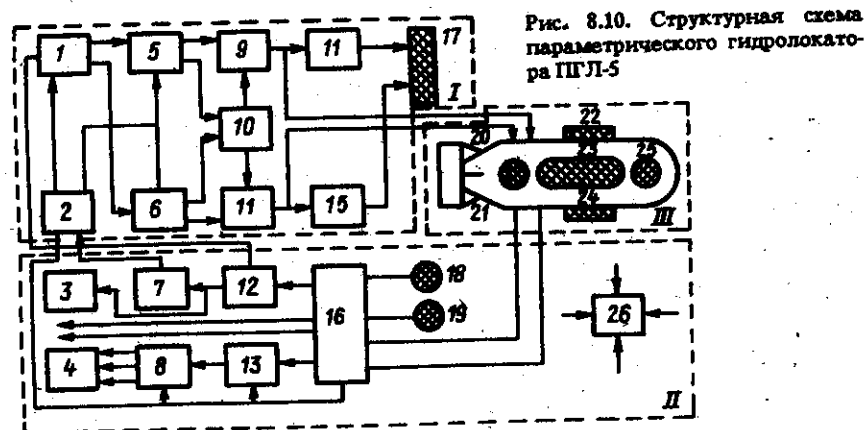 Рис. 8.10. Структурная схема
параметрического гидролокато-
ра ПГЛ-5
1 5 9 11 17
I
10
2 6 11 15
20 22
23 25
24
21 III
3 7 12 16 18
19
26
4 8 13
II